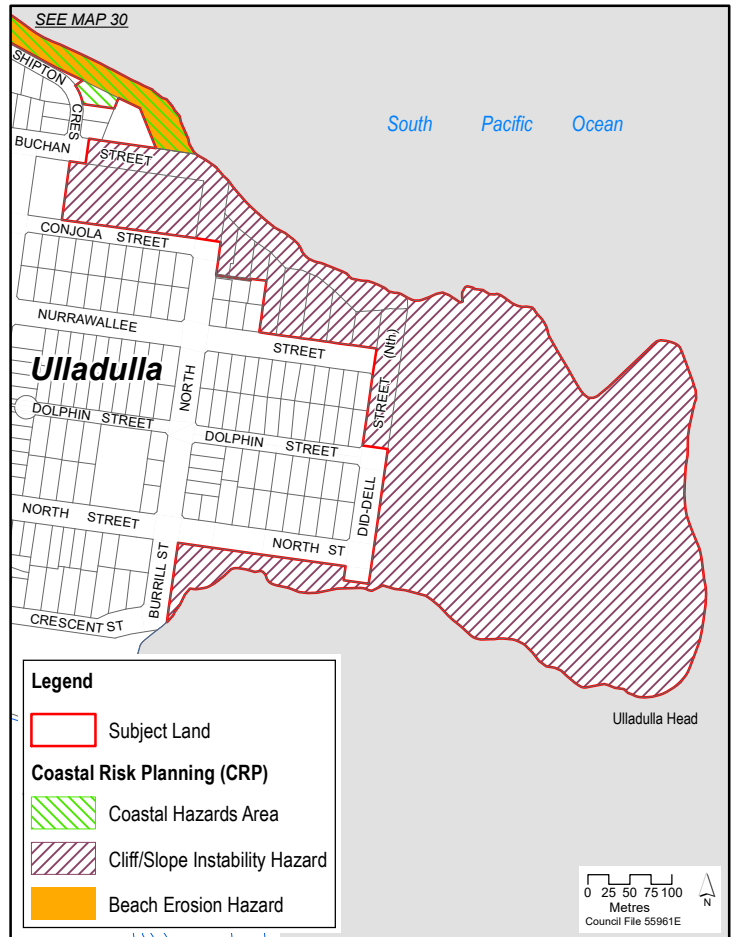 SEE MAP 30
SHIPTON
CRES
South Pacific Ocean
BUCHAN
STREET
CONJOLA STREET
NURRAWALLEE
STREET
(Nth)
Ulladulla
NORTH
STREET
DOLPHIN STREET
DOLPHIN STREET
DID-DELL
NORTH STREET
NORTH ST
BURRILL ST
CRESCENT ST
Ulladulla Head
Legend
Subject Land
Coastal Risk Planning (CRP)
Coastal Hazards Area
Cliff/Slope Instability Hazard
Beach Erosion Hazard
0 25 50 75 100
Metres
Council File 55961E
N